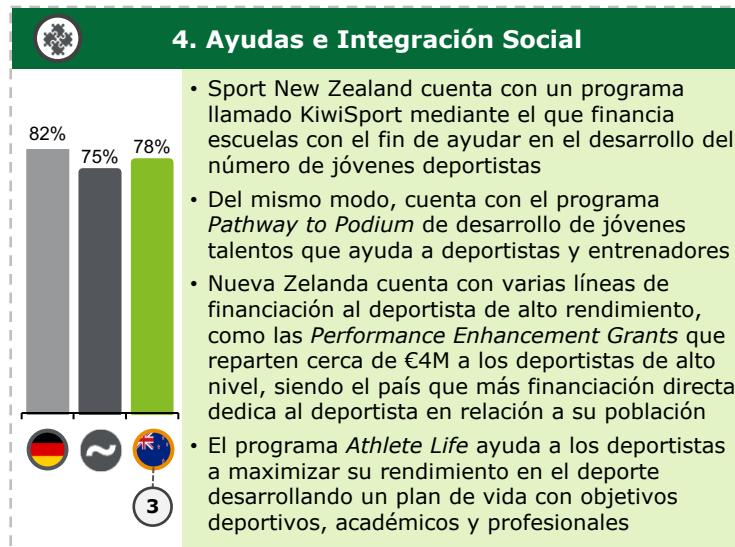 4. Ayudas e Integración Social
82%
75%
78%
3
• Sport New Zealand cuenta con un programa
llamado KiwiSport mediante el que financia
escuelas con el fin de ayudar en el desarrollo del
número de jóvenes deportistas
• Del mismo modo, cuenta con el programa
Pathway to Podium de desarrollo de jóvenes
talentos que ayuda a deportistas y entrenadores
• Nueva Zelanda cuenta con varias líneas de
financiación al deportista de alto rendimiento,
como las Performance Enhancement Grants que
reparten cerca de €4M a los deportistas de alto
nivel, siendo el país que más financiación directa
dedica al deportista en relación a su población
• El programa Athlete Life ayuda a los deportistas
a maximizar su rendimiento en el deporte
desarrollando un plan de vida con objetivos
deportivos, académicos y profesionales